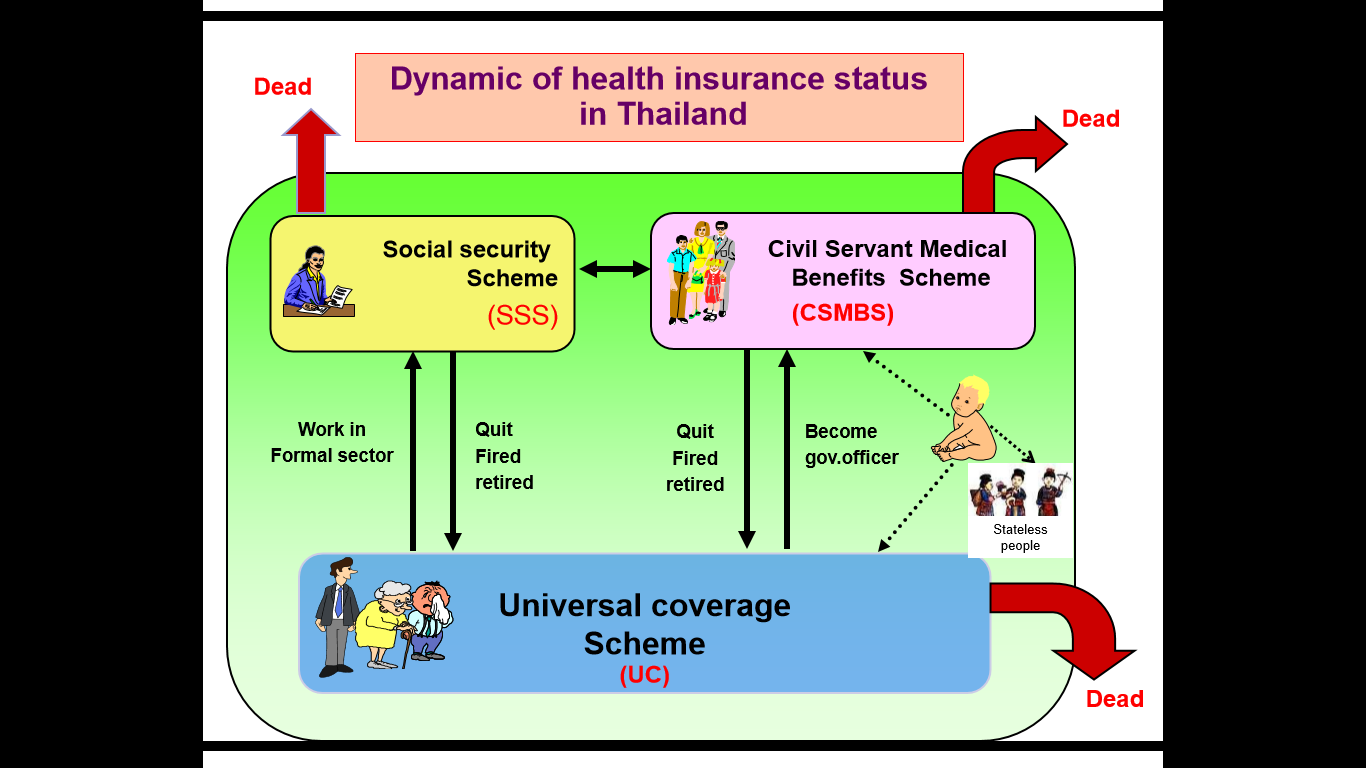 Dynamic of health insurance status
in Thailand
Dead
Dead
Social security
Scheme
(SSS)
Civil Servant Medical
Benefits Scheme
(CSMBS)
Work in
Formal sector
Quit
Fired
retired
Quit
Fired
retired
Become
gov.officer
Stateless
people
Universal coverage
Scheme
(UC)
Dead